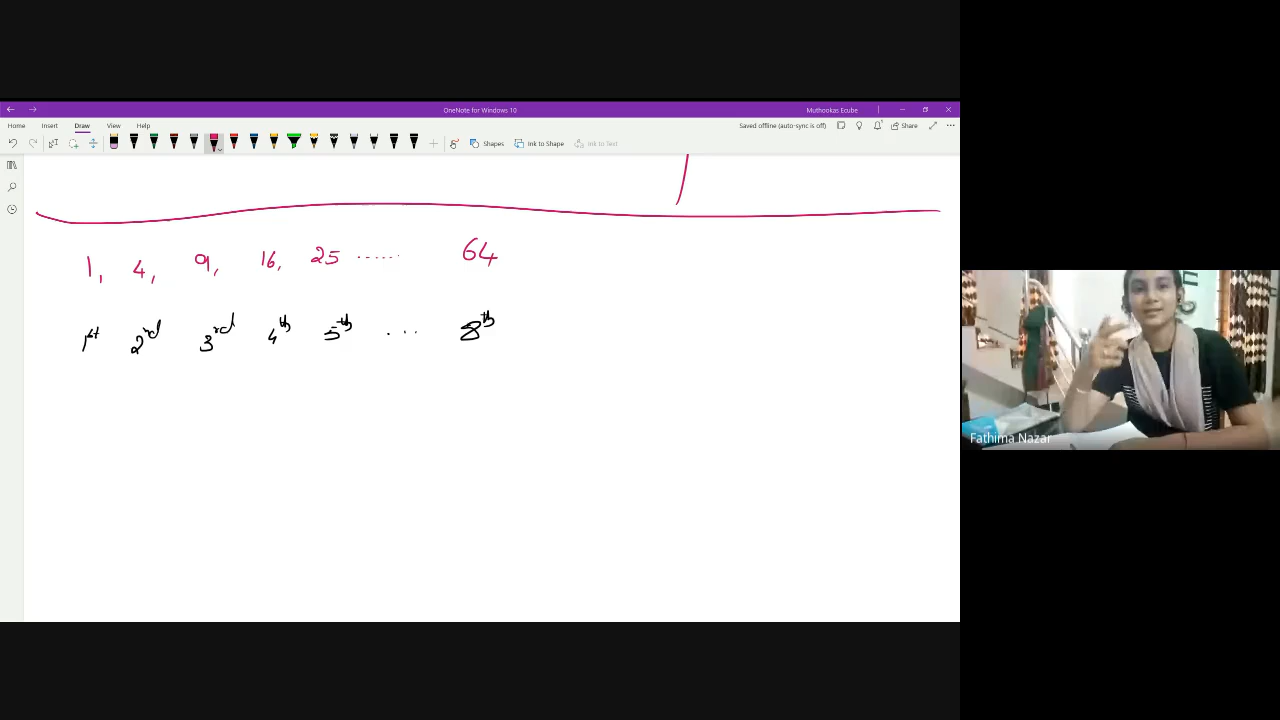 OneNote for Windows 10
Muthookas Ecube
Home Insert Draw View Help
Saved offline (auto-sync is off) Share
Shapes Ink to Shape Ink to Text
1, 4, 9, 16, 25 ...... 64
1st 2nd 3rd 4th 5th ... 8th
Fathima Nazar